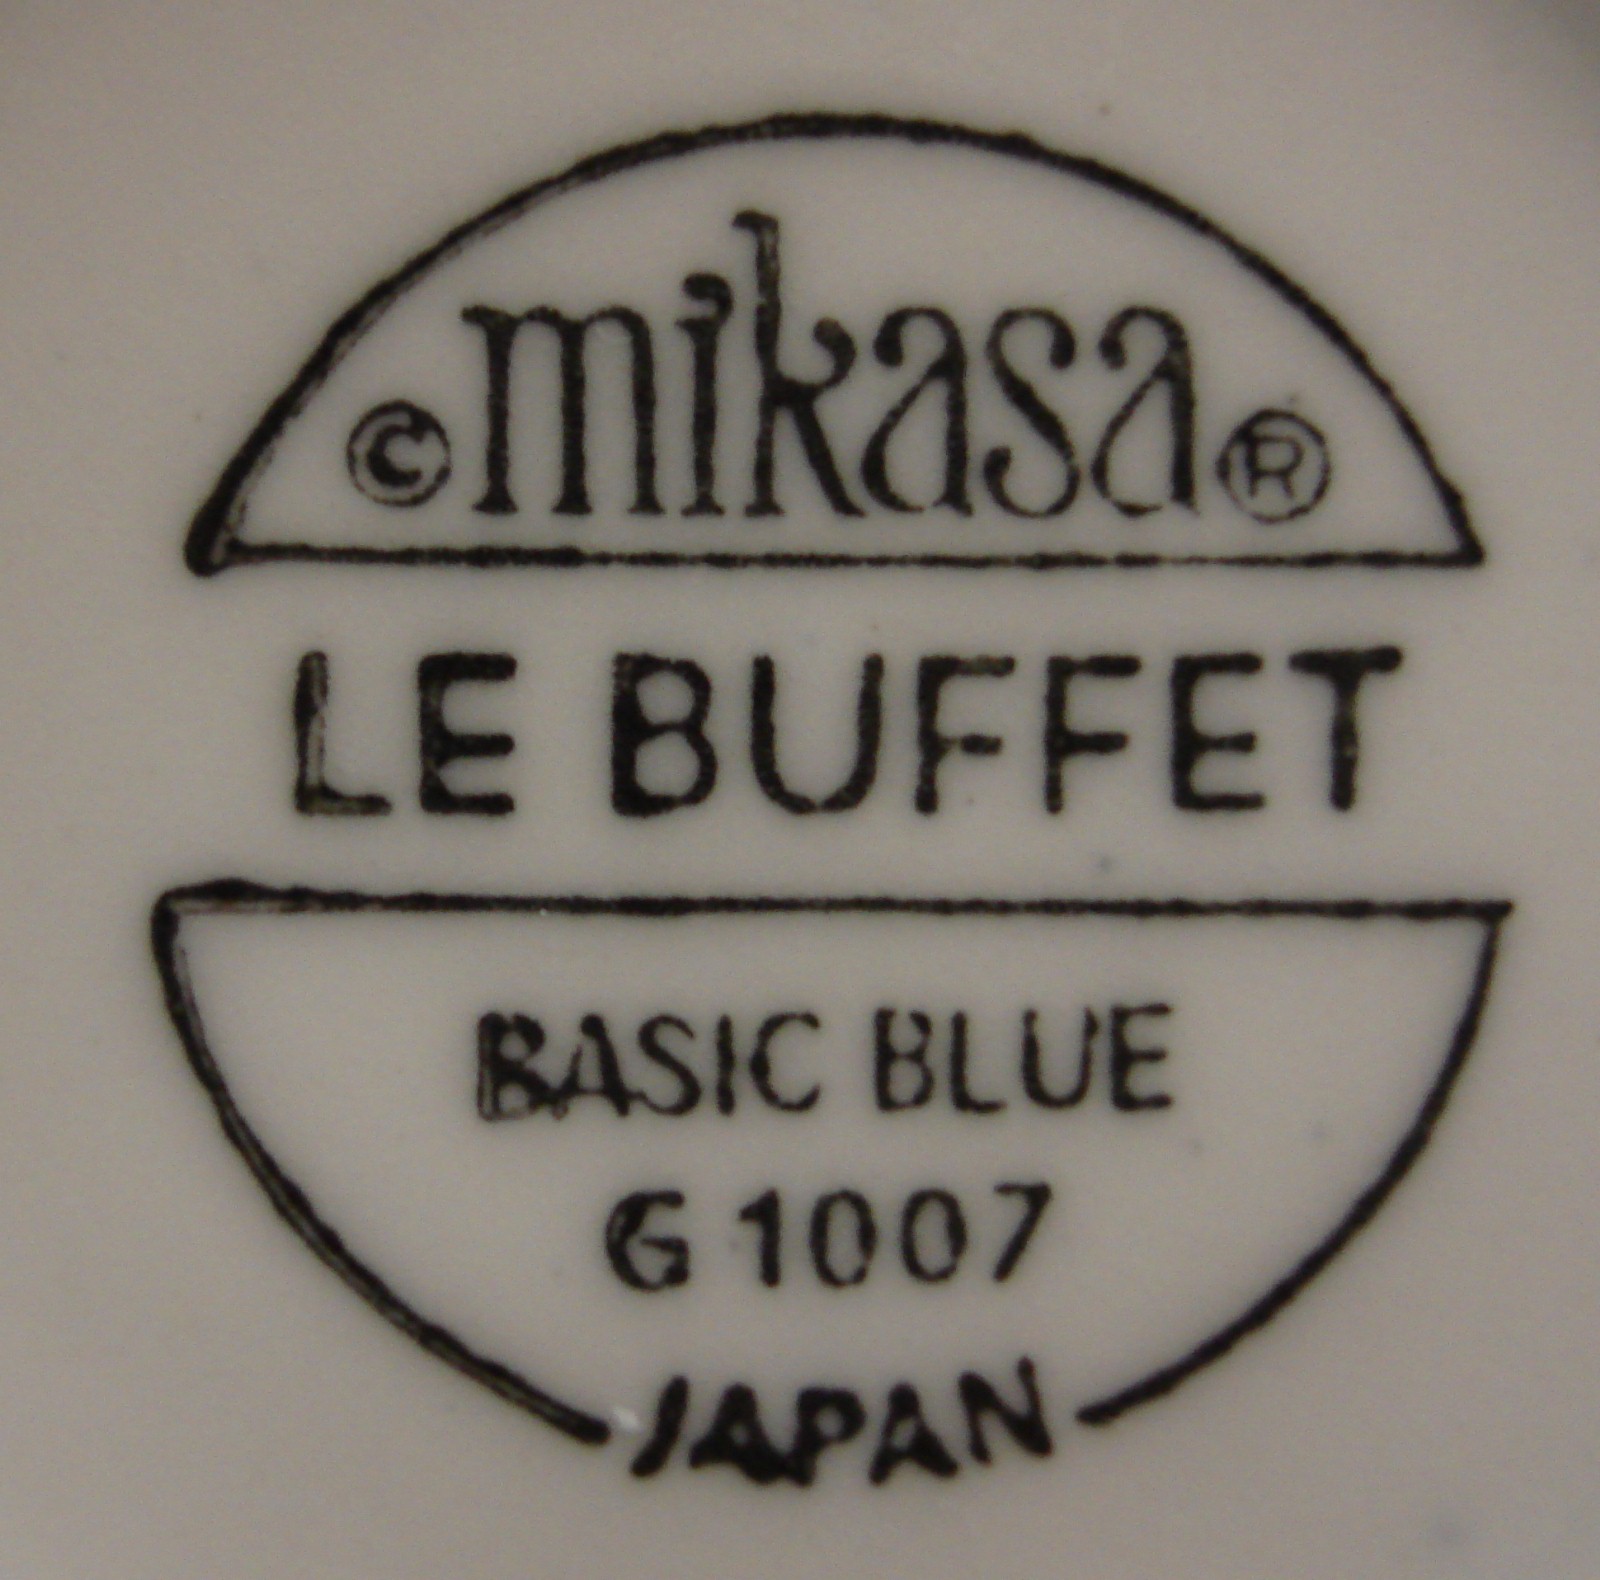 ©mikasa®
LE BUFFET
BASIC BLUE
G 1007
JAPAN